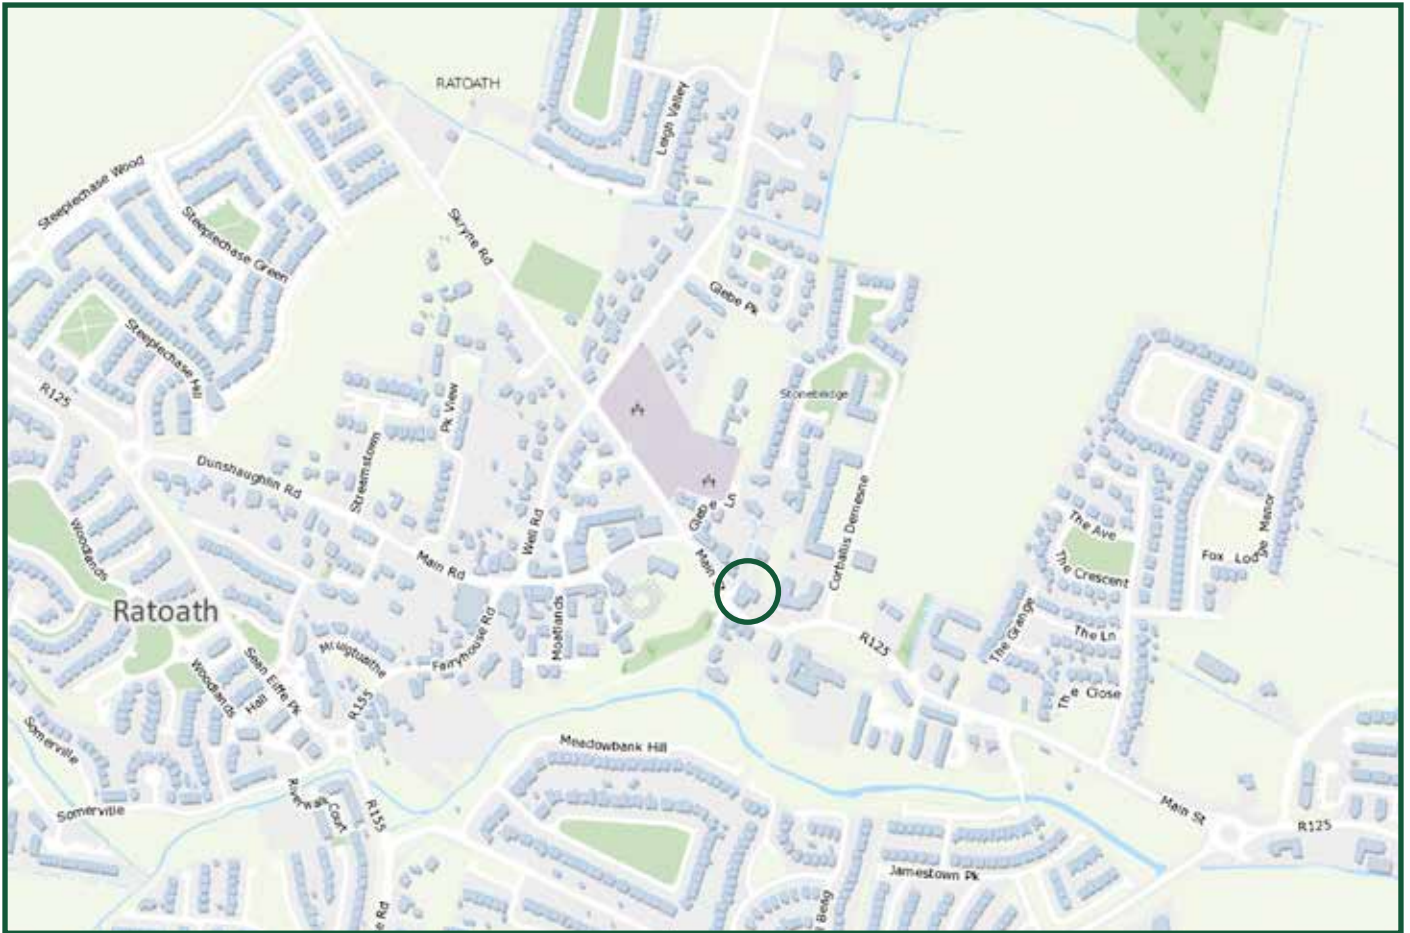 RATOATH
Leigh Valley
Steeplechase Wood
Steeplechase Green
Skryne Rd
Glebe Pk
Steeplechase Hill
R125
Stonebridge
Pk View
Streamstown
Dunshaughlin Rd
Glebe Ln
Well Rd
Corballis Demesne
The Ave
Fox Lodge Manor
Woodlands
Main Rd
Main
The Crescent
Ratoath
Moatlands
The Grange
The Ln
Fairyhouse Rd
R125
Sean Eiffe Pk
Woodlands Hall
R155
The Close
Somerville
Meadowbank Hill
Riverwalk Court
R155
Main St
Somerville
R125
Jamestown Pk
Beag
e Rd